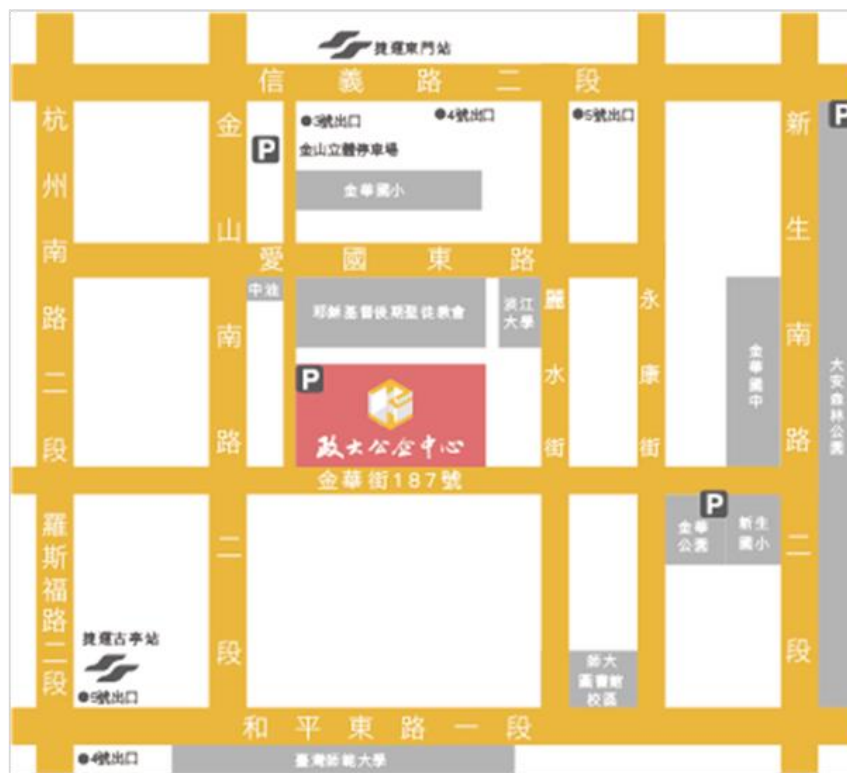 捷運東門站
信義路二段
●3號出口
●4號出口
●5號出口
P
P
金山立體停車場
金華國小
杭州南路二段
金山南路二段
新生南路二段
愛國東路
中油
耶穌基督後期聖徒教會
淡江
大學
麗水街
永康街
金華國中
大安森林公園
P
政大公企中心
金華街187號
P
金華
公園
新生
國小
羅斯福路二段
捷運古亭站
●5號出口
師大
圖書館
校區
和平東路一段
●4號出口
臺灣師範大學